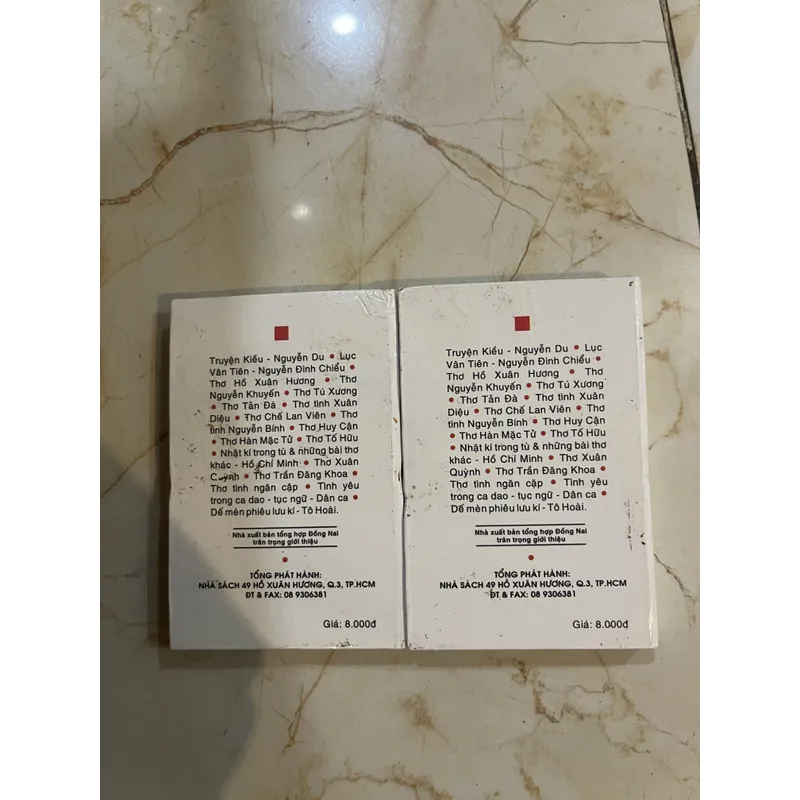 Truyện Kiều - Nguyễn Du • Lục
Vân Tiên - Nguyễn Đình Chiểu •
Thơ Hồ Xuân Hương • Thơ
Nguyễn Khuyến • Thơ Tú Xương
• Thơ Tản Đà • Thơ tình Xuân
Diệu • Thơ Chế Lan Viên • Thơ
tình Nguyễn Bính • Thơ Huy Cận
• Thơ Hàn Mặc Tử • Thơ Tố Hữu
• Nhật kí trong tù & những bài thơ
khác - Hồ Chí Minh • Thơ Xuân
Quỳnh • Thơ Trần Đăng Khoa •
Thơ tình ngăn cặp • Tình yêu
trong ca dao - tục ngữ - Dân ca •
Dế mèn phiêu lưu kí - Tô Hoài.
Nhà xuất bản tổng hợp Đồng Nai
trân trọng giới thiệu
•
TỔNG PHÁT HÀNH:
NHÀ SÁCH 49 HỒ XUÂN HƯƠNG, Q.3, TP.HCM
ĐT & FAX: 08 9306381
Giá: 8.000đ
Truyện Kiều - Nguyễn Du • Lục
Vân Tiên - Nguyễn Đình Chiểu •
Thơ Hồ Xuân Hương • Thơ
Nguyễn Khuyến • Thơ Tú Xương
• Thơ Tản Đà • Thơ tình Xuân
Diệu • Thơ Chế Lan Viên • Thơ
tình Nguyễn Bính • Thơ Huy Cận
• Thơ Hàn Mặc Tử • Thơ Tố Hữu
• Nhật kí trong tù & những bài thơ
khác - Hồ Chí Minh • Thơ Xuân
Quỳnh • Thơ Trần Đăng Khoa •
Thơ tình ngăn cặp • Tình yêu
trong ca dao - tục ngữ - Dân ca •
Dế mèn phiêu lưu kí - Tô Hoài.
Nhà xuất bản tổng hợp Đồng Nai
trân trọng giới thiệu
•
TỔNG PHÁT HÀNH:
NHÀ SÁCH 49 HỒ XUÂN HƯƠNG, Q.3, TP.HCM
ĐT & FAX: 08 9306381
Giá: 8.000đ